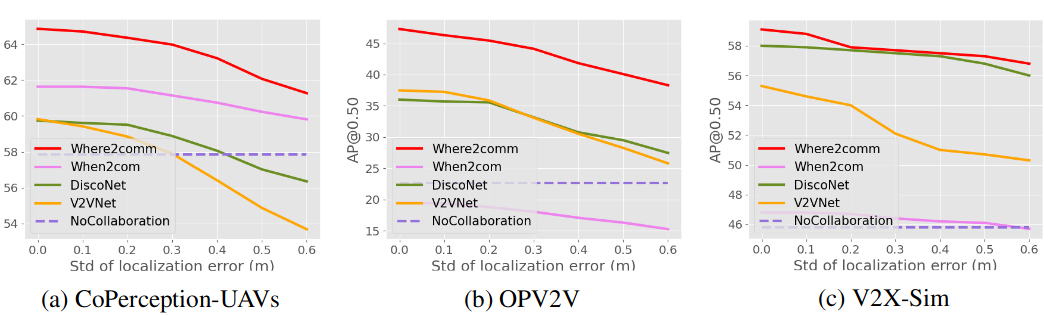 64
62
60
58
56
54
Where2comm
When2com
DiscoNet
V2VNet
NoCollaboration
0.0 0.1 0.2 0.3 0.4 0.5 0.6
Std of localization error (m)
(a) CoPerception-UAVs
AP@0.50
45
40
35
30
25
20
15
Where2comm
When2com
DiscoNet
V2VNet
NoCollaboration
0.0 0.1 0.2 0.3 0.4 0.5 0.6
Std of localization error (m)
(b) OPV2V
AP@0.50
58
56
54
52
50
48
46
Where2comm
When2com
DiscoNet
V2VNet
NoCollaboration
0.0 0.1 0.2 0.3 0.4 0.5 0.6
Std of localization error (m)
(c) V2X-Sim